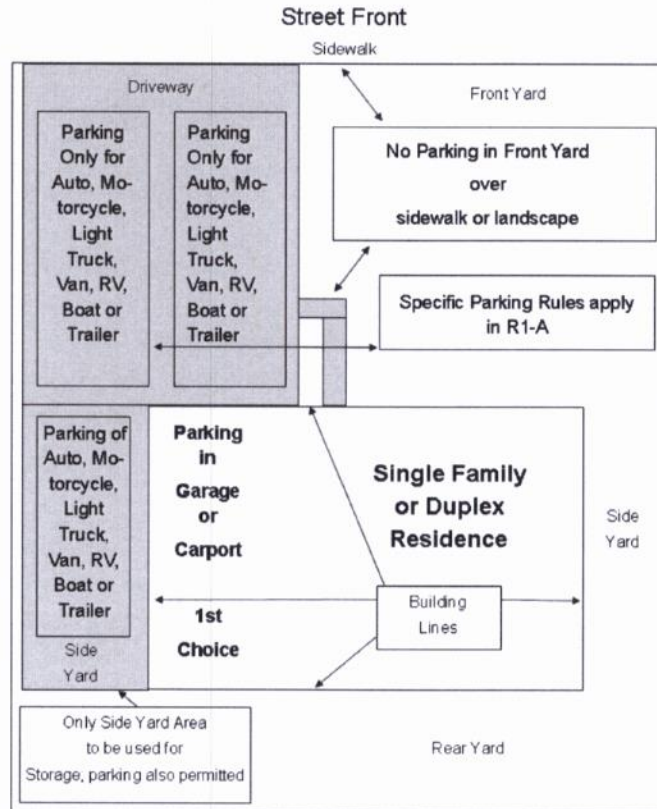 Street Front
Sidewalk
Driveway
Front Yard
Parking
Only for
Auto, Mo-
torcycle,
Light
Truck,
Van, RV,
Boat or
Trailer
Parking
Only for
Auto, Mo-
torcycle,
Light
Truck,
Van, RV,
Boat or
Trailer
No Parking in Front Yard
over
sidewalk or landscape
Specific Parking Rules apply
in R1-A
Parking of
Auto, Mo-
torcycle,
Light
Truck,
Van, RV,
Boat or
Trailer
Side
Yard
Parking
in
Garage
or
Carport
1st
Choice
Single Family
or Duplex
Residence
Building
Lines
Side
Yard
Only Side Yard Area
to be used for
Storage, parking also permitted
Rear Yard